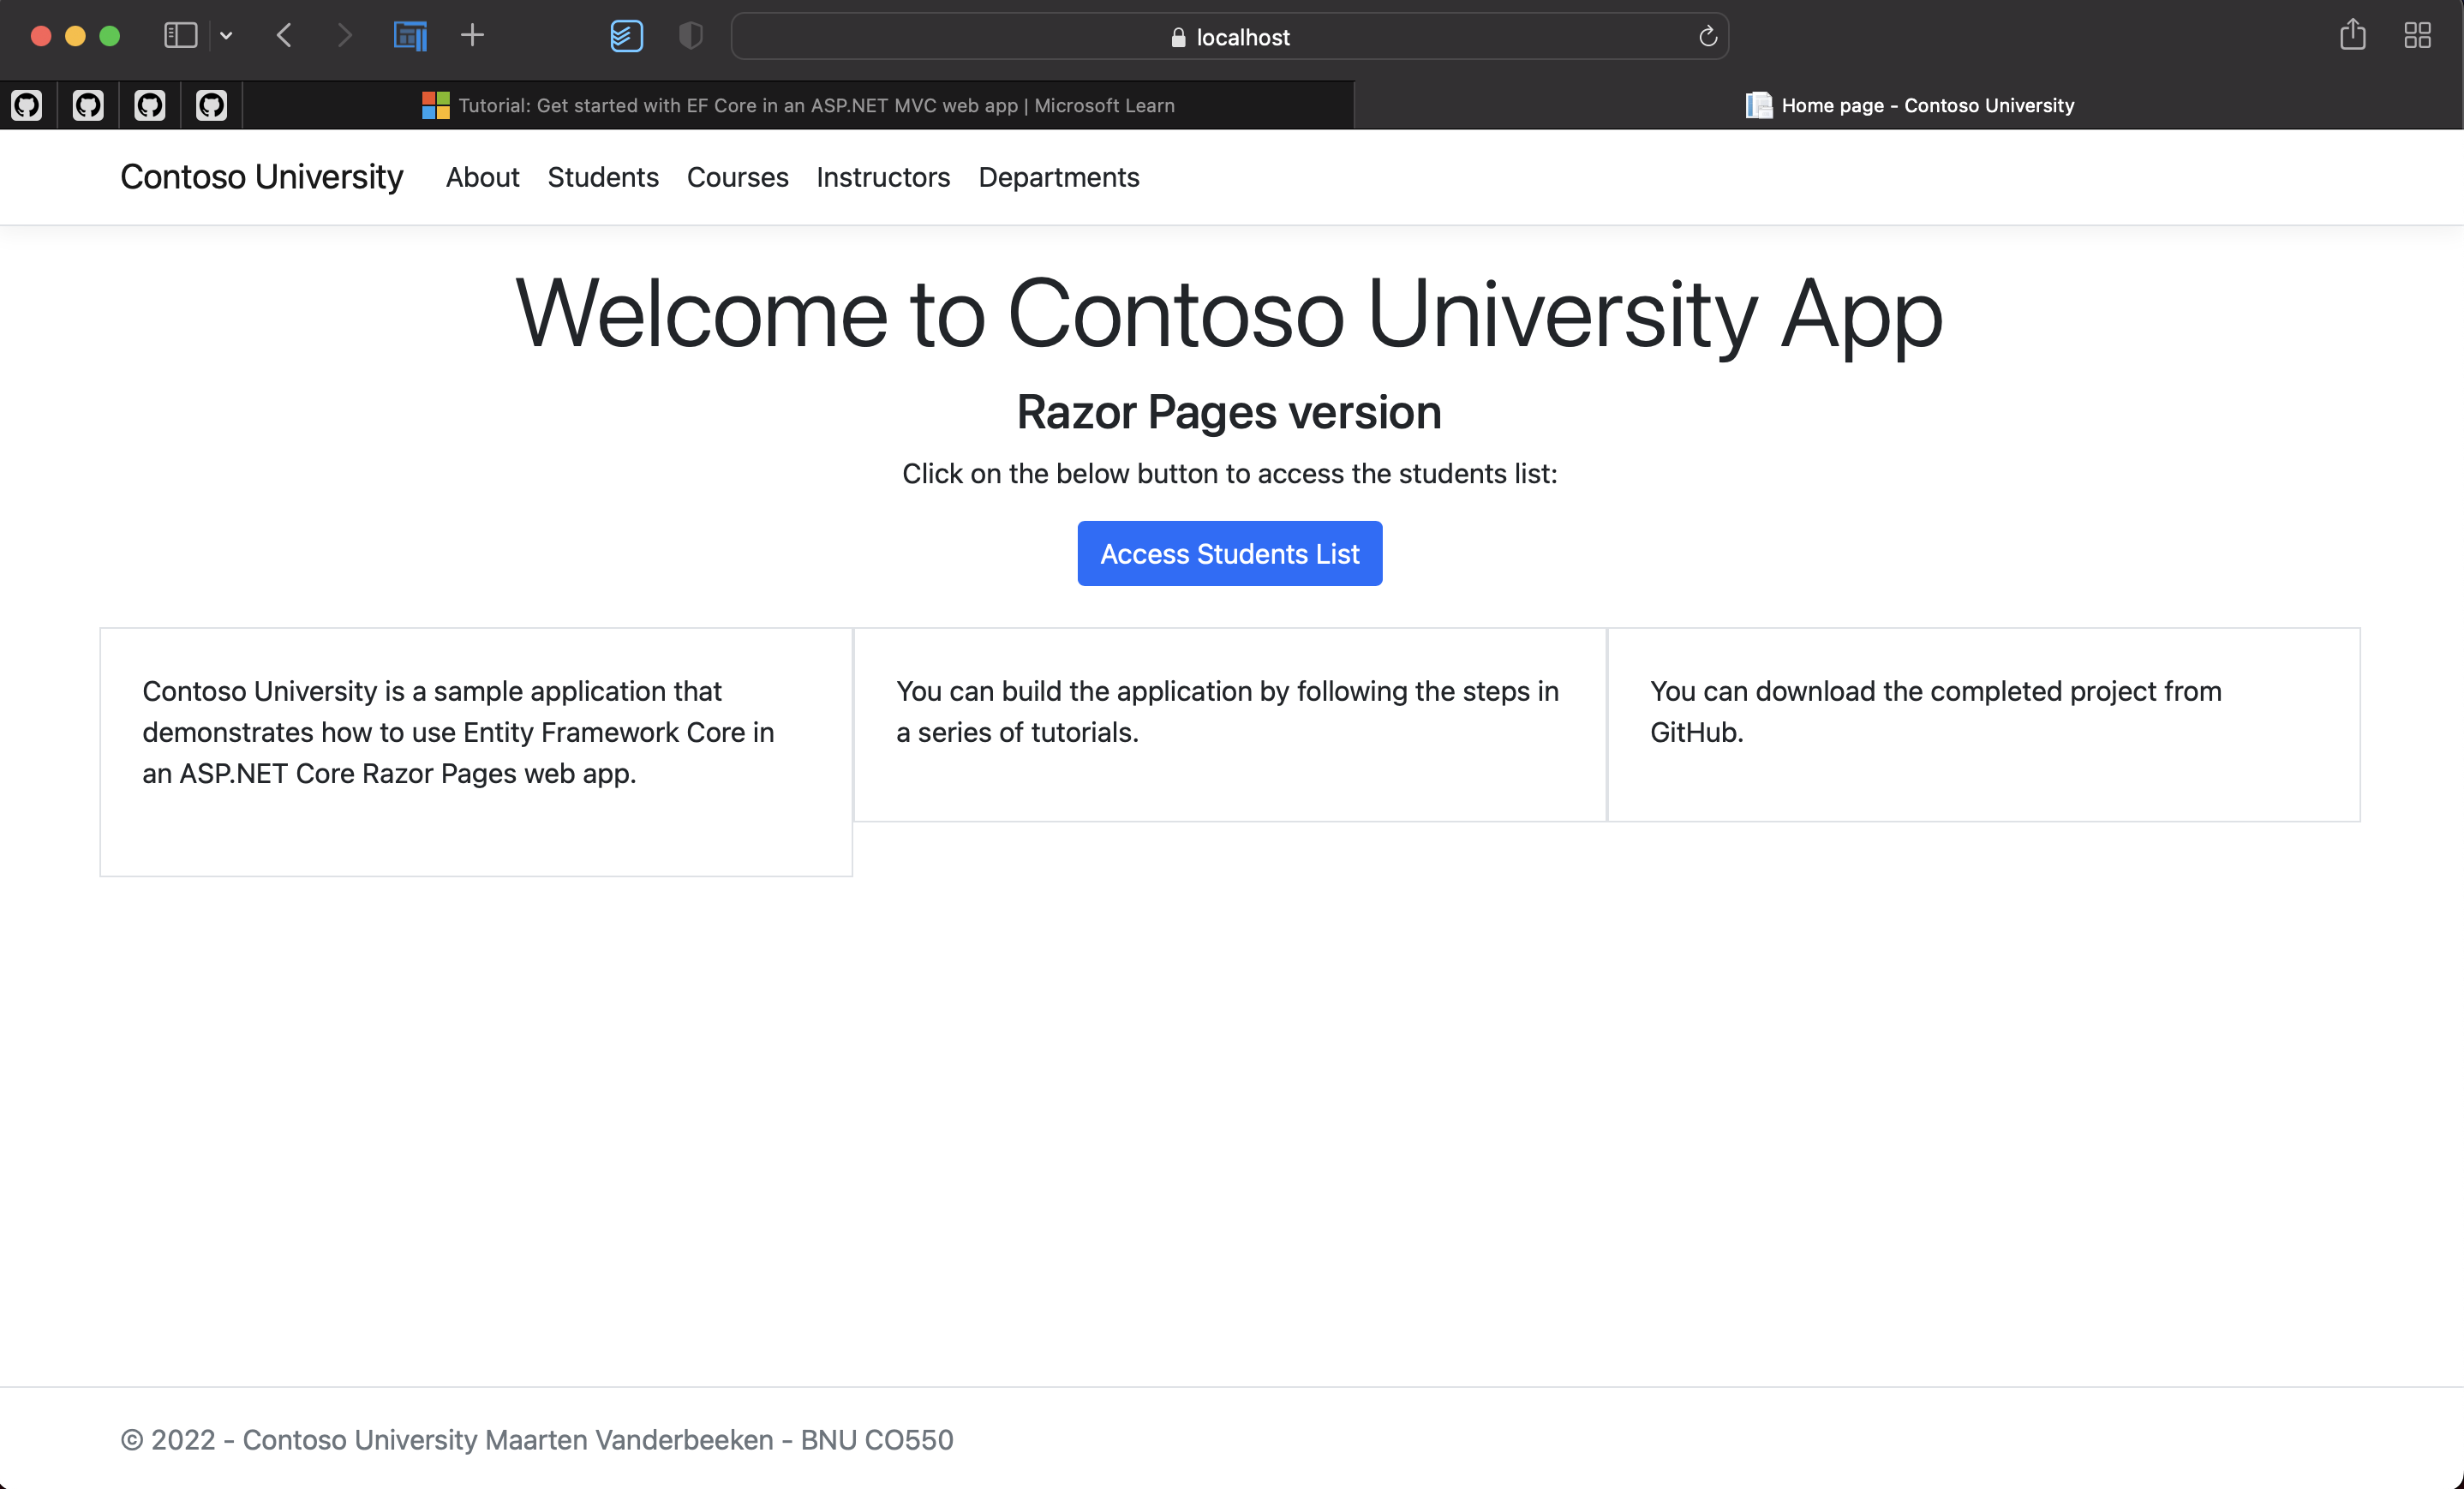 localhost
Tutorial: Get started with EF Core in an ASP.NET MVC web app | Microsoft Learn
Home page - Contoso University
Contoso University About Students Courses Instructors Departments
Welcome to Contoso University App
Razor Pages version
Click on the below button to access the students list:
Access Students List
Contoso University is a sample application that
demonstrates how to use Entity Framework Core in
an ASP.NET Core Razor Pages web app.
You can build the application by following the steps in
a series of tutorials.
You can download the completed project from
GitHub.
© 2022 - Contoso University Maarten Vanderbeeken - BNU CO550